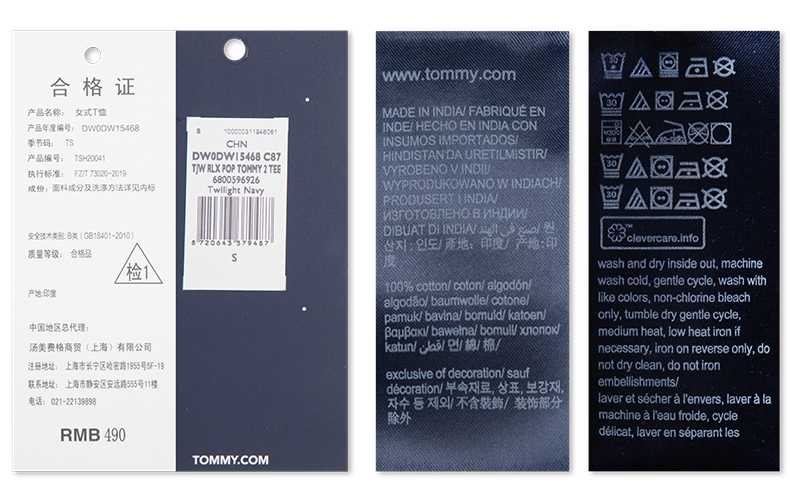 合格证
产品名称: 女式T恤
产品年度编号: DW0DW15468
季节码: TS
产品编号: TSH20041
执行标准: FZ/T 73020-2019
成份: 面料成分及洗涤方法详见内标
安全技术类别: B类 (GB18401-2010)
质量等级: 合格品
检1
产地:印度
中国地区总代理:
汤美费格商贸(上海)有限公司
注册地址: 上海市长宁区哈密路1955号5F-19
联系地址: 上海市静安区安远路555号11楼
电话: 021-22139898
RMB 490
S 100000311946061
CHN
DW0DW15468 C87
TJW RLX POP TOMMY 2 TEE
6800596926
Twilight Navy
8 720643 379487
S
TOMMY.COM
www.tommy.com
MADE IN INDIA/ FABRIQUÉ EN
INDE/ HECHO EN INDIA CON
INSUMOS IMPORTADOS/
HINDISTAN'DA URETILMISTIR/
VYROBENO V INDII/
WYPRODUKOWANO W INDIACH/
PRODUSERT I INDIA/
ИЗГОТОВЛЕНО В ИНДИИ/
DIBUAT DI INDIA/ صنع في الهند/ 원
산지 : 인도/ 產地：印度/ 产地：印
度
100% cotton/ coton/ algodón/
algodão/ baumwolle/ cotone/
pamuk/ bavlna/ bomuld/ katoen/
βαμβακι/ bawełna/ bomull/ хлопок/
katun/ قطن/ 면/ 綿/ 棉/
exclusive of decoration/ sauf
décoration/ 부속재료, 상표, 보강재,
자수 등 제외/ 不含裝飾/ 装饰部分
除外
30
30
30
30
clevercare.info
wash and dry inside out, machine
wash cold, gentle cycle, wash with
like colors, non-chlorine bleach
only, tumble dry gentle cycle,
medium heat, low heat iron if
necessary, iron on reverse only, do
not dry clean, do not iron
embellishments/
laver et sécher à l'envers, laver à la
machine à l'eau froide, cycle
délicat, laver en séparant les